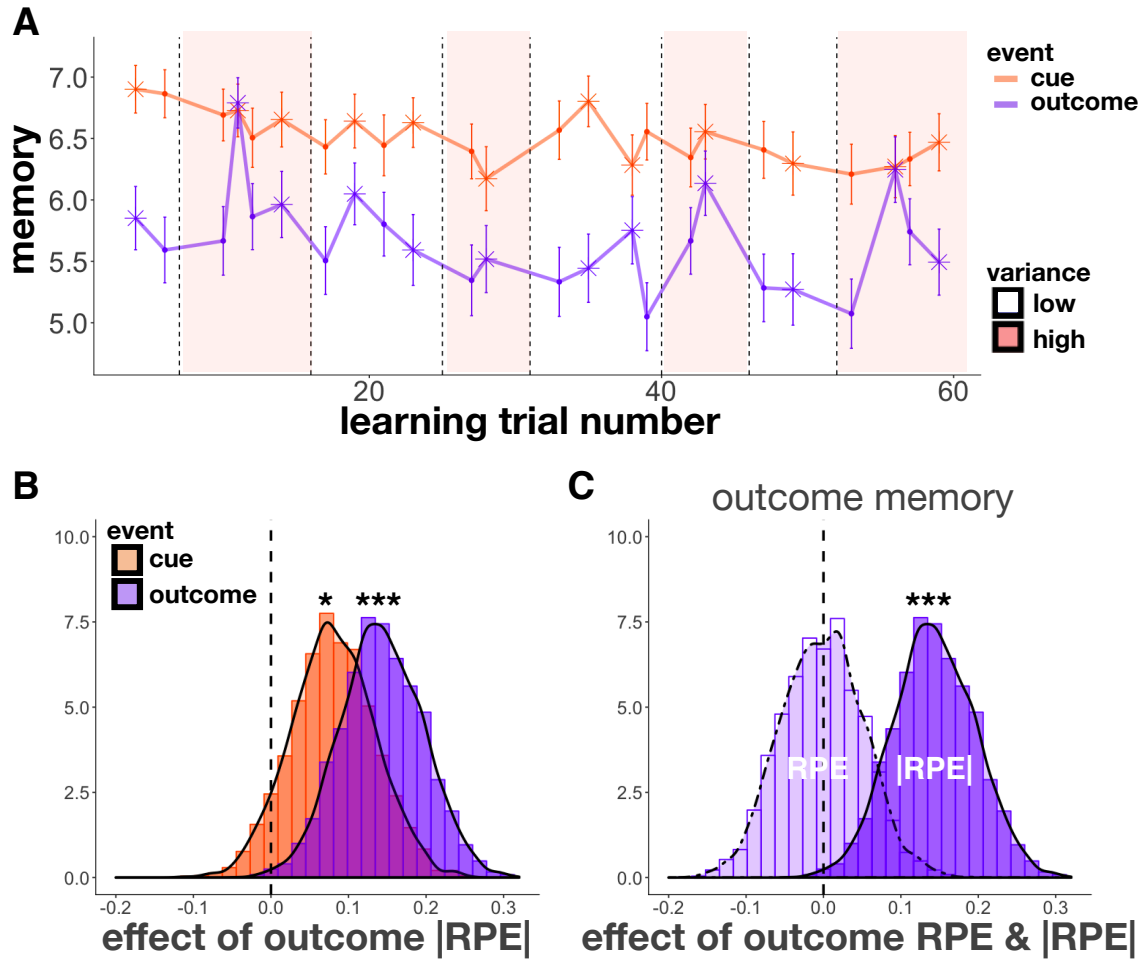 A
event
cue
outcome
7.0
6.5
6.0
5.5
5.0
memory
variance
low
high
20 40 60
learning trial number
B
event
cue
outcome
* ***
10.0
7.5
5.0
2.5
0.0
-0.2 -0.1 0.0 0.1 0.2 0.3
effect of outcome |RPE|
C
outcome memory
***
10.0
7.5
5.0
2.5
0.0
RPE |RPE|
-0.2 -0.1 0.0 0.1 0.2 0.3
effect of outcome RPE & |RPE|